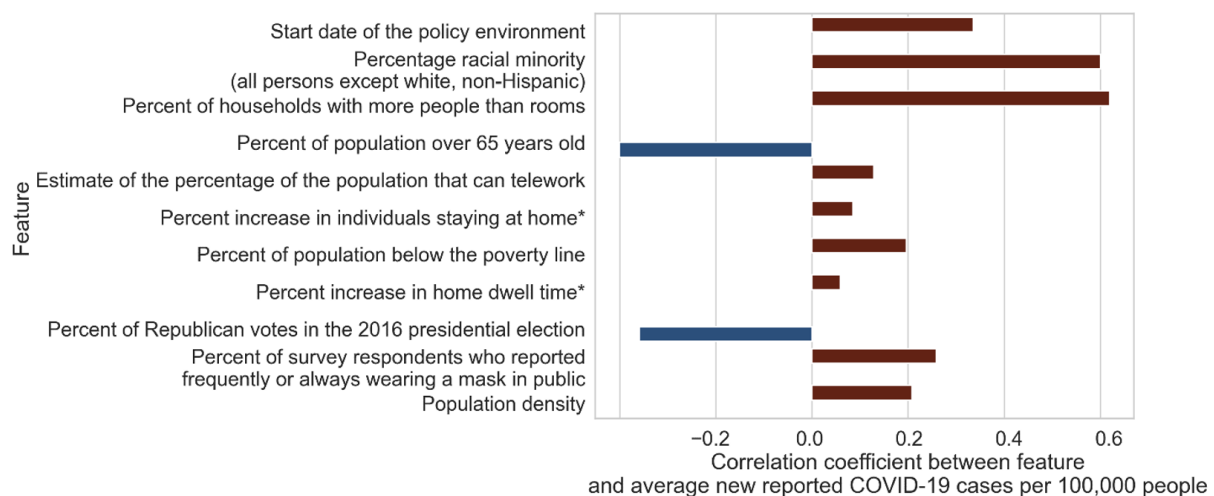 Start date of the policy environment
Percentage racial minority
(all persons except white, non-Hispanic)
Percent of households with more people than rooms
Percent of population over 65 years old
Estimate of the percentage of the population that can telework
Percent increase in individuals staying at home*
Percent of population below the poverty line
Percent increase in home dwell time*
Percent of Republican votes in the 2016 presidential election
Percent of survey respondents who reported
frequently or always wearing a mask in public
Population density
Feature
−0.2 0.0 0.2 0.4 0.6
Correlation coefficient between feature
and average new reported COVID-19 cases per 100,000 people